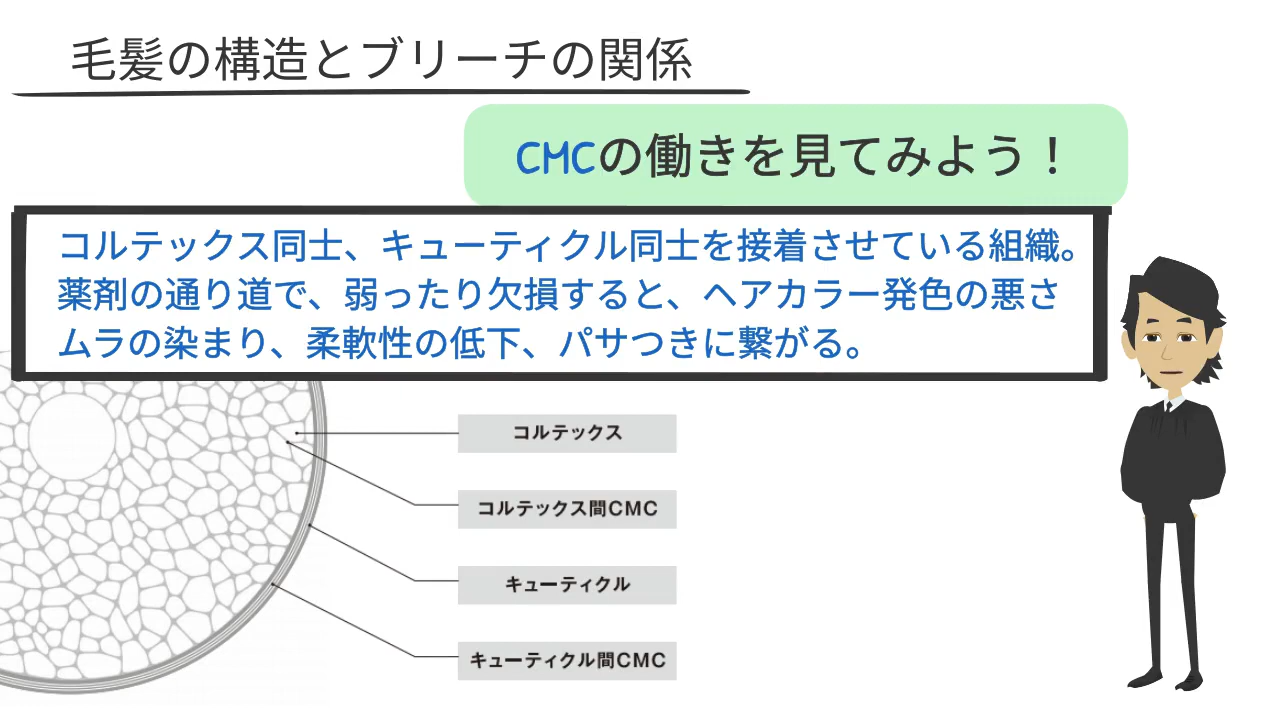 毛髪の構造とブリーチの関係
CMCの働きを見てみよう！
コルテックス同士、キューティクル同士を接着させている組織。
薬剤の通り道で、弱ったり欠損すると、ヘアカラー発色の悪さ
ムラの染まり、柔軟性の低下、パサつきに繋がる。
コルテックス
コルテックス間CMC
キューティクル
キューティクル間CMC